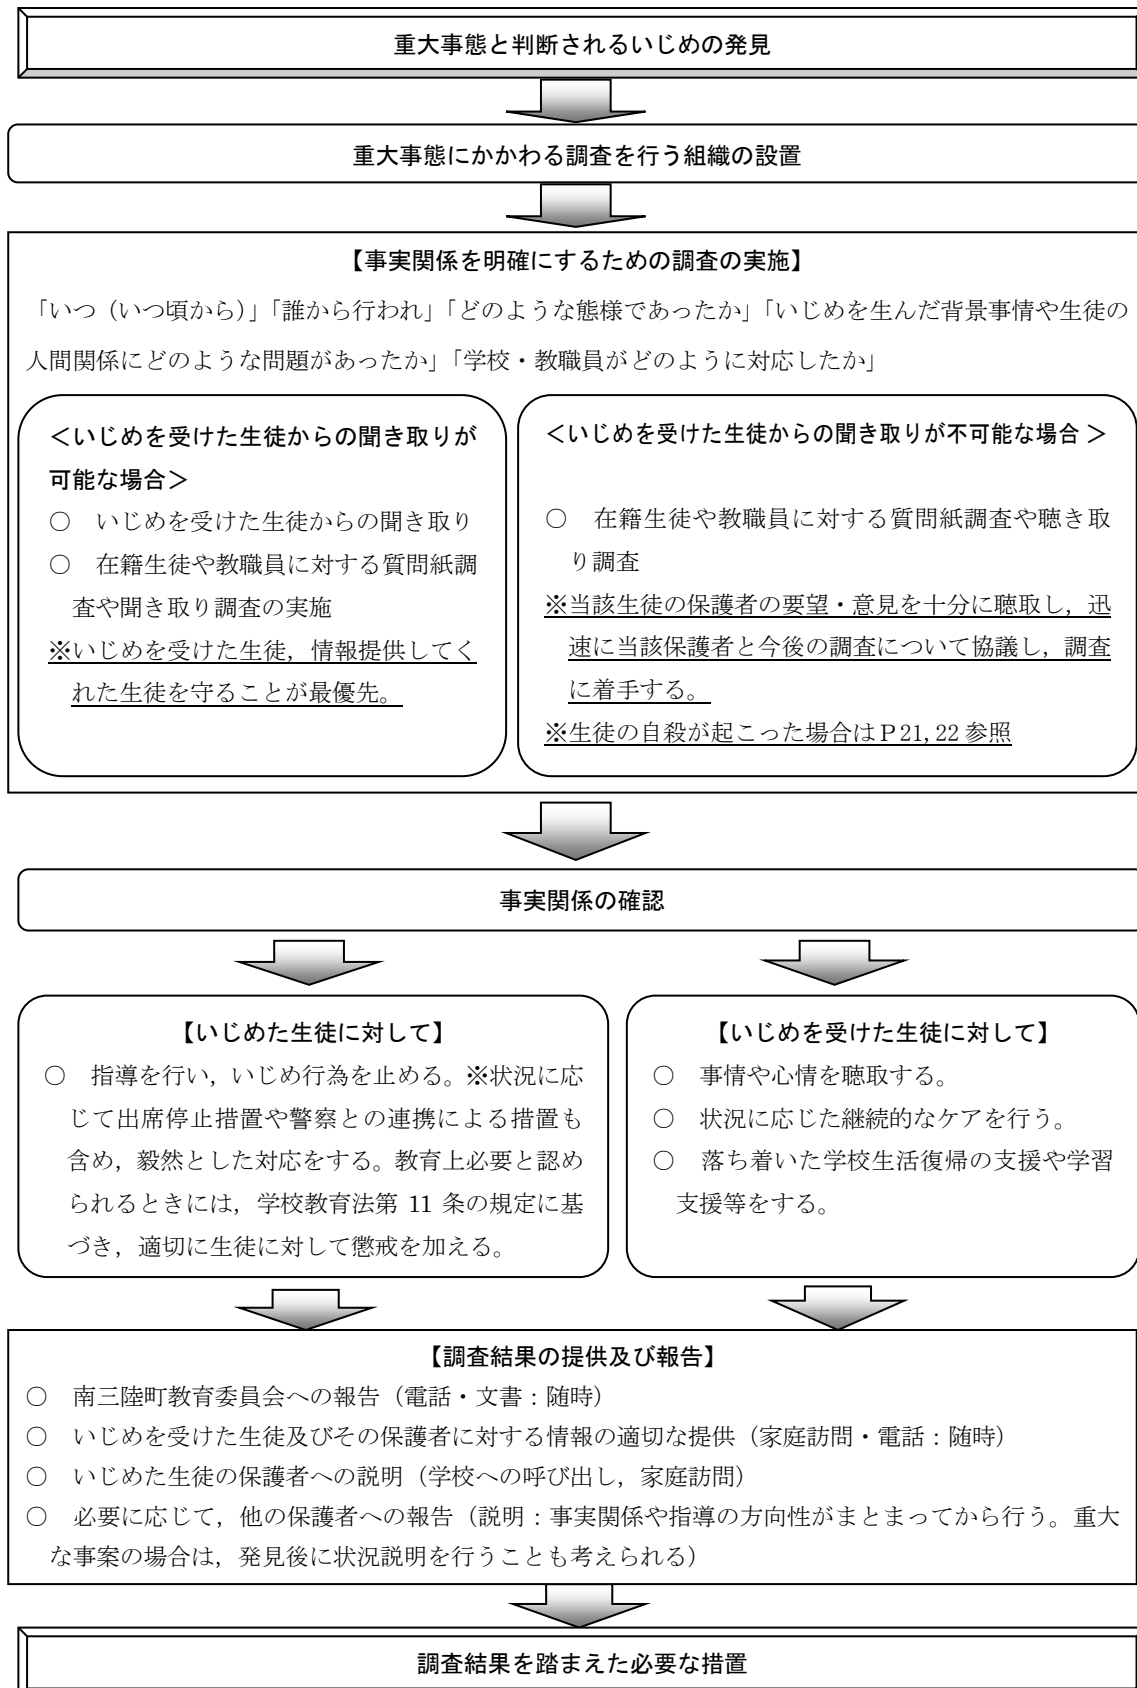 重大事態と判断されるいじめの発見
重大事態にかかわる調査を行う組織の設置
【事実関係を明確にするための調査の実施】
「いつ（いつ頃から）」「誰から行われ」「どのような態様であったか」「いじめを生んだ背景事情や生徒の
人間関係にどのような問題があったか」「学校・教職員がどのように対応したか」
＜いじめを受けた生徒からの聞き取りが
可能な場合＞
○　いじめを受けた生徒からの聞き取り
○　在籍生徒や教職員に対する質問紙調
査や聞き取り調査の実施
※いじめを受けた生徒，情報提供してく
れた生徒を守ることが最優先。
＜いじめを受けた生徒からの聞き取りが不可能な場合 ＞
○　在籍生徒や教職員に対する質問紙調査や聴き取
り調査
※当該生徒の保護者の要望・意見を十分に聴取し，迅
速に当該保護者と今後の調査について協議し，調査
に着手する。
※生徒の自殺が起こった場合はＰ21, 22 参照
事実関係の確認
【いじめた生徒に対して】
○　指導を行い，いじめ行為を止める。※状況に応
じて出席停止措置や警察との連携による措置も
含め，毅然とした対応をする。教育上必要と認め
られるときには，学校教育法第 11 条の規定に基
づき，適切に生徒に対して懲戒を加える。
【いじめを受けた生徒に対して】
○　事情や心情を聴取する。
○　状況に応じた継続的なケアを行う。
○　落ち着いた学校生活復帰の支援や学習
支援等をする。
【調査結果の提供及び報告】
○　南三陸町教育委員会への報告（電話・文書：随時）
○　いじめを受けた生徒及びその保護者に対する情報の適切な提供（家庭訪問・電話：随時）
○　いじめた生徒の保護者への説明（学校への呼び出し，家庭訪問）
○　必要に応じて，他の保護者への報告（説明：事実関係や指導の方向性がまとまってから行う。重大
な事案の場合は，発見後に状況説明を行うことも考えられる）
調査結果を踏まえた必要な措置